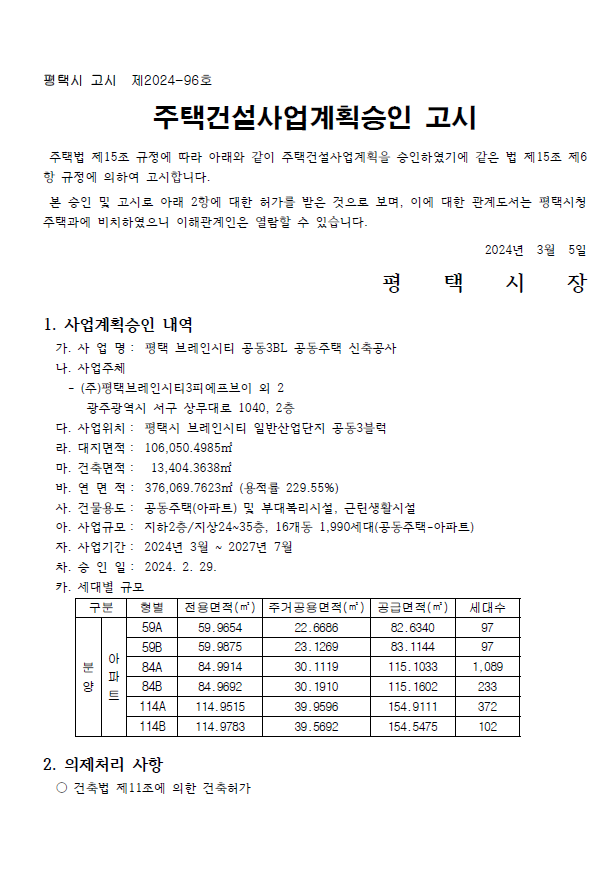 평택시 고시 제2024-96호
주택건설사업계획승인 고시
주택법 제15조 규정에 따라 아래와 같이 주택건설사업계획을 승인하였기에 같은 법 제15조 제6
항 규정에 의하여 고시합니다.
본 승인 및 고시로 아래 2항에 대한 허가를 받은 것으로 보며, 이에 대한 관계도서는 평택시청
주택과에 비치하였으니 이해관계인은 열람할 수 있습니다.
2024년 3월 5일
평 택 시 장
1. 사업계획승인 내역
가. 사 업 명 : 평택 브레인시티 공동3BL 공동주택 신축공사
나. 사업주체
- (주)평택브레인시티3피에프브이 외 2
광주광역시 서구 상무대로 1040, 2층
다. 사업위치 : 평택시 브레인시티 일반산업단지 공동3블럭
라. 대지면적 : 106,050.4985㎡
마. 건축면적 : 13,404.3638㎡
바. 연 면 적 : 376,069.7623㎡ (용적률 229.55%)
사. 건물용도 : 공동주택(아파트) 및 부대복리시설, 근린생활시설
아. 사업규모 : 지하2층/지상24~35층, 16개동 1,990세대(공동주택-아파트)
자. 사업기간 : 2024년 3월 ~ 2027년 7월
차. 승 인 일 : 2024. 2. 29.
카. 세대별 규모
구분 형별 전용면적(㎡) 주거공용면적(㎡) 공급면적(㎡) 세대수
분양 아파트 59A 59.9654 22.6686 82.6340 97
59B 59.9875 23.1269 83.1144 97
84A 84.9914 30.1119 115.1033 1,089
84B 84.9692 30.1910 115.1602 233
114A 114.9515 39.9596 154.9111 372
114B 114.9783 39.5692 154.5475 102
2. 의제처리 사항
○ 건축법 제11조에 의한 건축허가